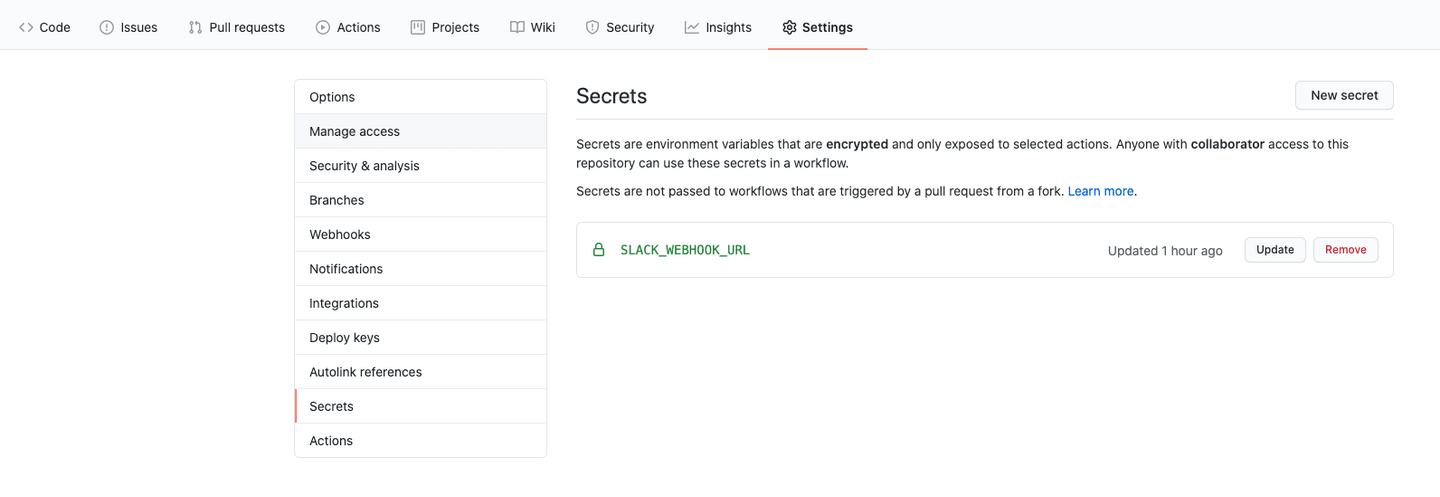 Code Issues Pull requests Actions Projects Wiki Security Insights Settings
Options
Manage access
Security & analysis
Branches
Webhooks
Notifications
Integrations
Deploy keys
Autolink references
Secrets
Actions
Secrets
New secret
Secrets are environment variables that are encrypted and only exposed to selected actions. Anyone with collaborator access to this
repository can use these secrets in a workflow.
Secrets are not passed to workflows that are triggered by a pull request from a fork. Learn more.
SLACK_WEBHOOK_URL Updated 1 hour ago Update Remove